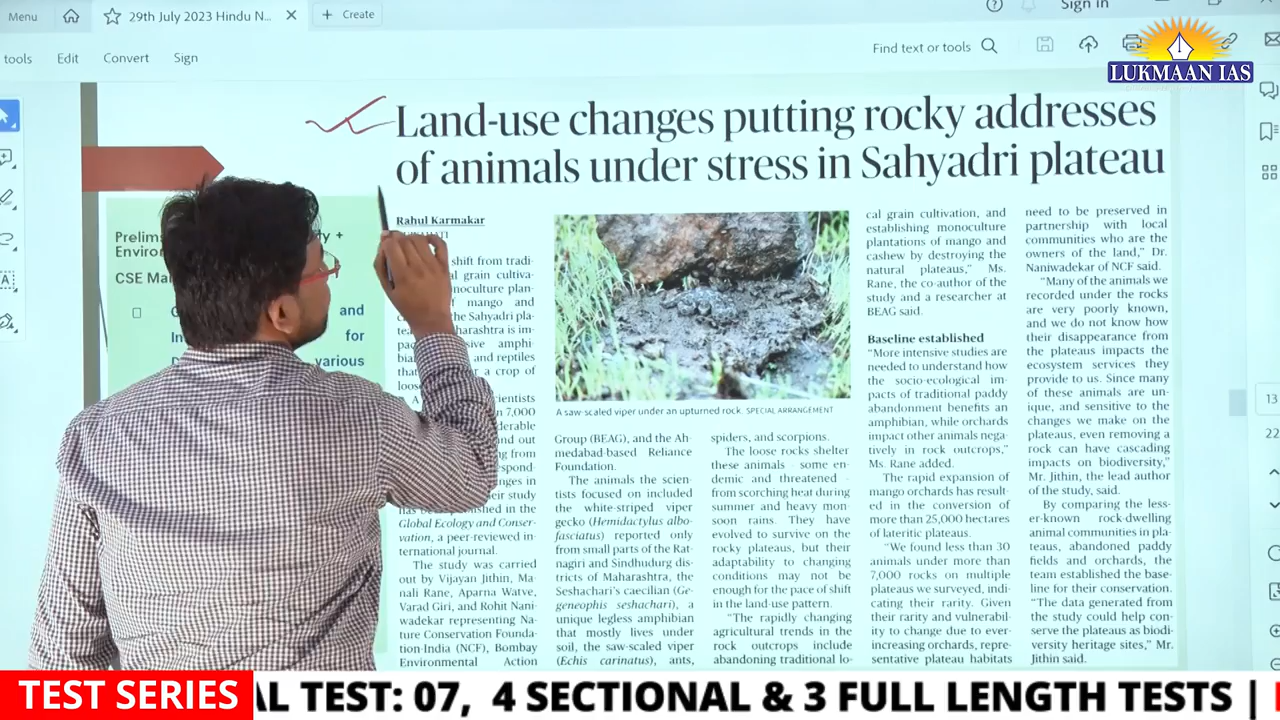 Menu
29th July 2023 Hindu N...
Create
Sign in
tools
Edit
Convert
Sign
Find text or tools
LUKMAAN IAS
Land-use changes putting rocky addresses
of animals under stress in Sahyadri plateau
Prelims
y +
Environ
CSE Ma
and
In
for
D
various
Rahul Karmakar
shift from tradi-
l grain cultiva-
noculture plan-
f mango and
the Sahyadri pla-
harashtra is im-
sive amphi-
and reptiles
a crop of
loose
cientists
7,000
derable
nd out
g from
spond-
nges in
eir study
has been published in the
Global Ecology and Conser-
vation, a peer-reviewed in-
ternational journal.
The study was carried
out by Vijayan Jithin, Ma-
nali Rane, Aparna Watve,
Varad Giri, and Rohit Nani-
wadekar representing Na-
ture Conservation Founda-
tion-India (NCF), Bombay
Environmental Action
A saw-scaled viper under an upturned rock. SPECIAL ARRANGEMENT
Group (BEAG), and the Ah-
medabad-based Reliance
Foundation.
The animals the scien-
tists focused on included
the white-striped viper
gecko (Hemidactylus albo-
fasciatus) reported only
from small parts of the Rat-
nagiri and Sindhudurg dis-
tricts of Maharashtra, the
Seshachari's caecilian (Ge-
geneophis seshachari), a
unique legless amphibian
that mostly lives under
soil, the saw-scaled viper
(Echis carinatus), ants,
spiders, and scorpions.
The loose rocks shelter
these animals - some en-
demic and threatened -
from scorching heat during
summer and heavy mon-
soon rains. They have
evolved to survive on the
rocky plateaus, but their
adaptability to changing
conditions may not be
enough for the pace of shift
in the land-use pattern.
"The rapidly changing
agricultural trends in the
rock outcrops include
abandoning traditional lo-
cal grain cultivation, and
establishing monoculture
plantations of mango and
cashew by destroying the
natural plateaus," Ms.
Rane, the co-author of the
study and a researcher at
BEAG said.
Baseline established
"More intensive studies are
needed to understand how
the socio-ecological im-
pacts of traditional paddy
abandonment benefits an
amphibian, while orchards
impact other animals nega-
tively in rock outcrops,"
Ms. Rane added.
The rapid expansion of
mango orchards has result-
ed in the conversion of
more than 25,000 hectares
of lateritic plateaus.
"We found less than 30
animals under more than
7,000 rocks on multiple
plateaus we surveyed, indi-
cating their rarity. Given
their rarity and vulnerabil-
ity to change due to ever-
increasing orchards, repre-
sentative plateau habitats
need to be preserved in
partnership with local
communities who are the
owners of the land," Dr.
Naniwadekar of NCF said.
"Many of the animals we
recorded under the rocks
are very poorly known,
and we do not know how
their disappearance from
the plateaus impacts the
ecosystem services they
provide to us. Since many
of these animals are un-
ique, and sensitive to the
changes we make on the
plateau, even removing a
rock can have cascading
impacts on biodiversity,"
Mr. Jithin, the lead author
of the study, said.
By comparing the less-
er-known rock-dwelling
animal communities in pla-
teaus, abandoned paddy
fields and orchards, the
team established the base-
line for their conservation.
"The data generated from
the study could help con-
serve the plateaus as biodi-
versity heritage sites," Mr.
Jithin said.
13
22
TEST SERIES
AL TEST: 07, 4 SECTIONAL & 3 FULL LENGTH TESTS |